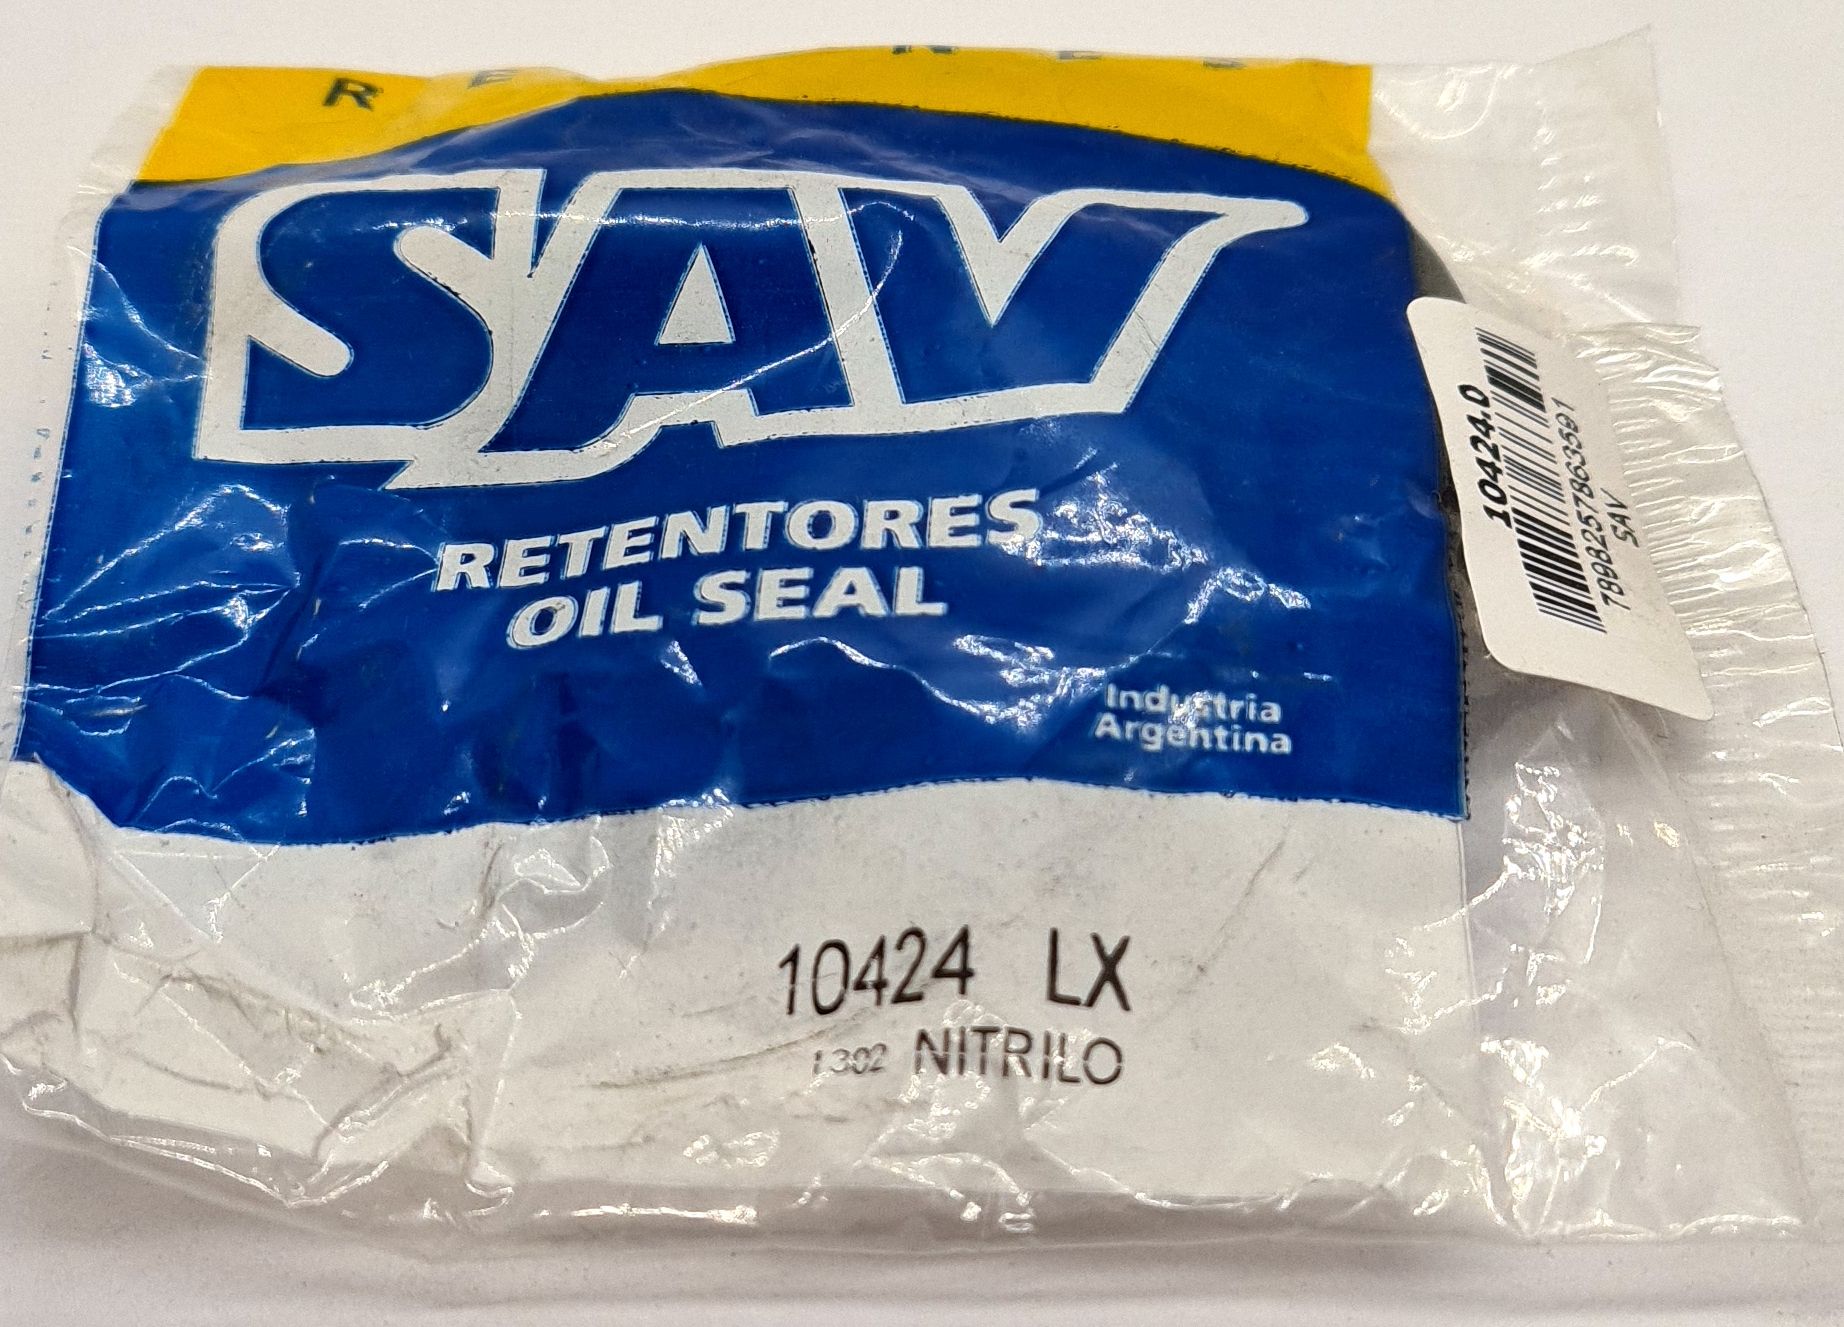 SAV
RETENTORES
OIL SEAL
Industria
Argentina
10424.0
7898257863591
SAV
10424 LX
1302 NITRILO